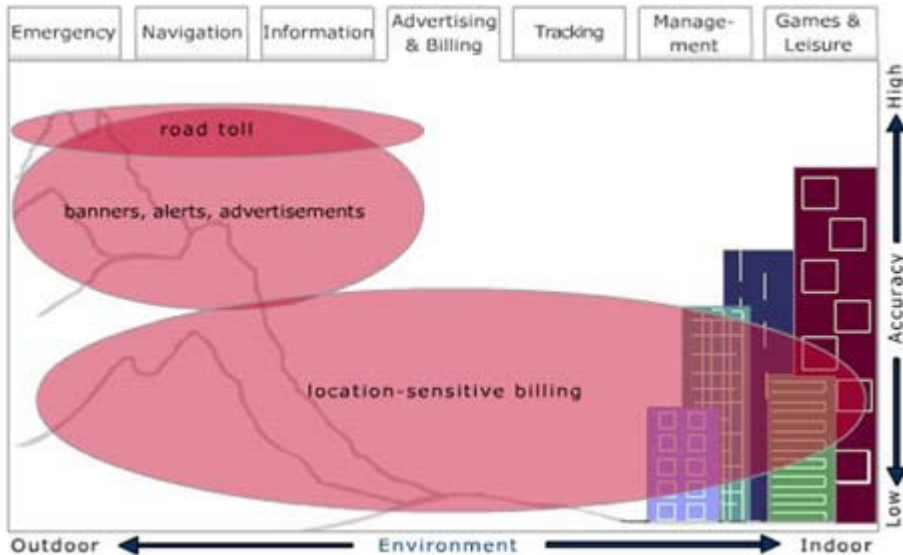 Emergency
Navigation
Information
Advertising
& Billing
Tracking
Manage-
ment
Games &
Leisure
road toll
banners, alerts, advertisements
location-sensitive billing
High
Accuracy
Low
Outdoor
Environment
Indoor